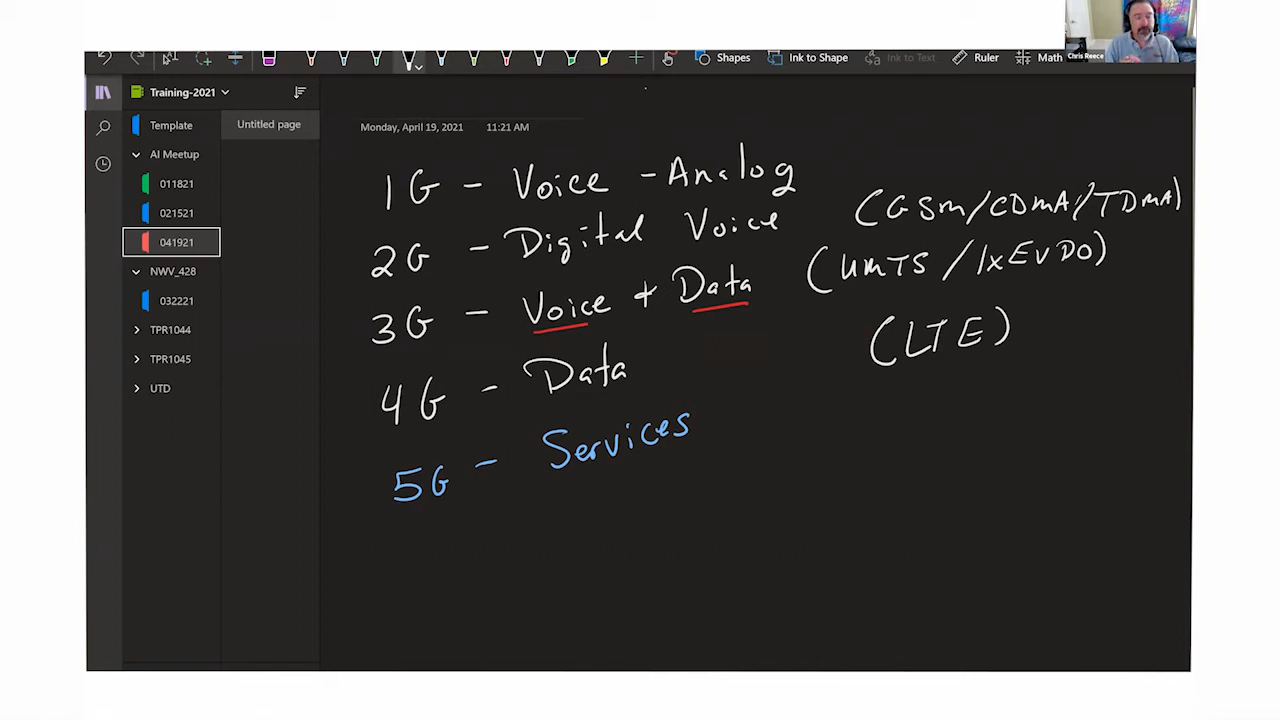 Chris Reece
Shapes
Ink to Shape
Ink to Text
Ruler
Math
Training-2021
Template
Untitled page
AI Meetup
011821
021521
041921
NWV_428
032221
TPR1044
TPR1045
UTD
Monday, April 19, 2021 11:21 AM
1G - Voice - Analog
2G - Digital Voice (GSM/CDMA/TDMA)
3G - Voice + Data (UMTS/1xEVDO)
4G - Data (LTE)
5G - Services